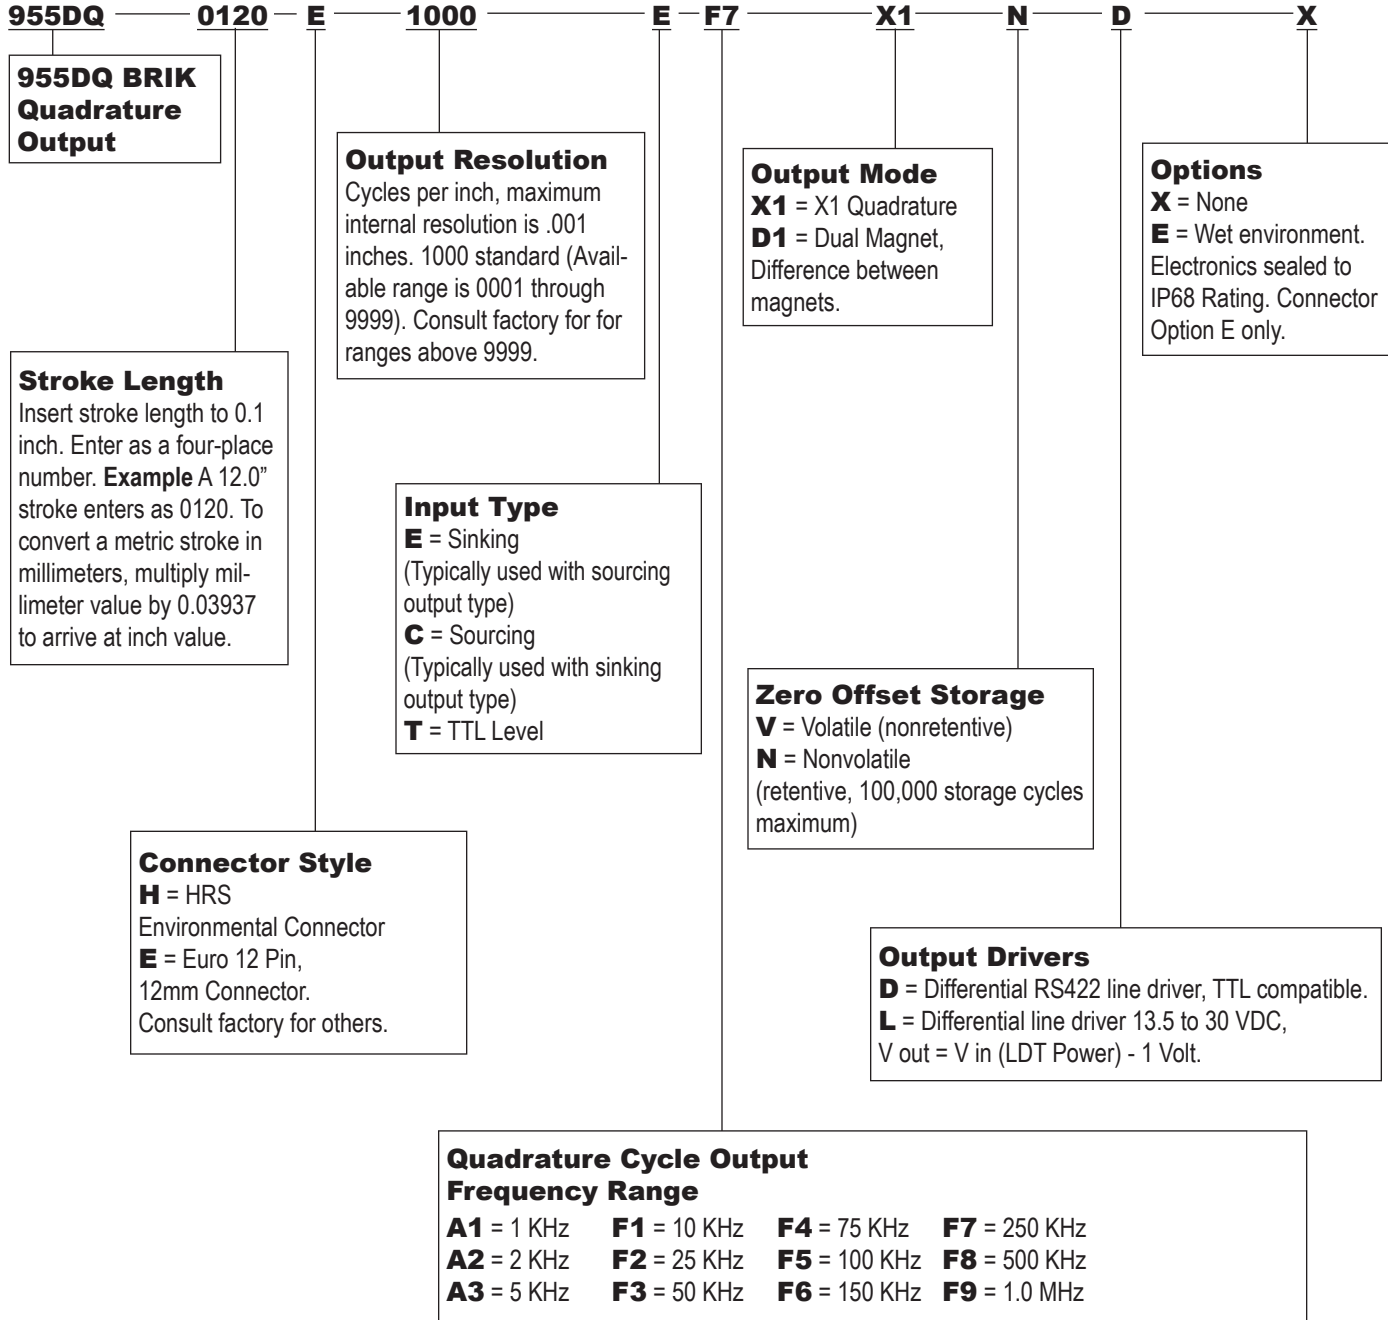 955DQ 0120 E 1000 E F7 X1 N D X
955DQ BRIK
Quadrature
Output
Stroke Length
Insert stroke length to 0.1
inch. Enter as a four-place
number. Example A 12.0”
stroke enters as 0120. To
convert a metric stroke in
millimeters, multiply mil-
limeter value by 0.03937
to arrive at inch value.
Connector Style
H = HRS
Environmental Connector
E = Euro 12 Pin,
12mm Connector.
Consult factory for others.
Output Resolution
Cycles per inch, maximum
internal resolution is .001
inches. 1000 standard (Avail-
able range is 0001 through
9999). Consult factory for for
ranges above 9999.
Input Type
E = Sinking
(Typically used with sourcing
output type)
C = Sourcing
(Typically used with sinking
output type)
T = TTL Level
Quadrature Cycle Output
Frequency Range
A1 = 1 KHz F1 = 10 KHz F4 = 75 KHz F7 = 250 KHz
A2 = 2 KHz F2 = 25 KHz F5 = 100 KHz F8 = 500 KHz
A3 = 5 KHz F3 = 50 KHz F6 = 150 KHz F9 = 1.0 MHz
Output Mode
X1 = X1 Quadrature
D1 = Dual Magnet,
Difference between
magnets.
Zero Offset Storage
V = Volatile (nonretentive)
N = Nonvolatile
(retentive, 100,000 storage cycles
maximum)
Output Drivers
D = Differential RS422 line driver, TTL compatible.
L = Differential line driver 13.5 to 30 VDC,
V out = V in (LDT Power) - 1 Volt.
Options
X = None
E = Wet environment.
Electronics sealed to
IP68 Rating. Connector
Option E only.